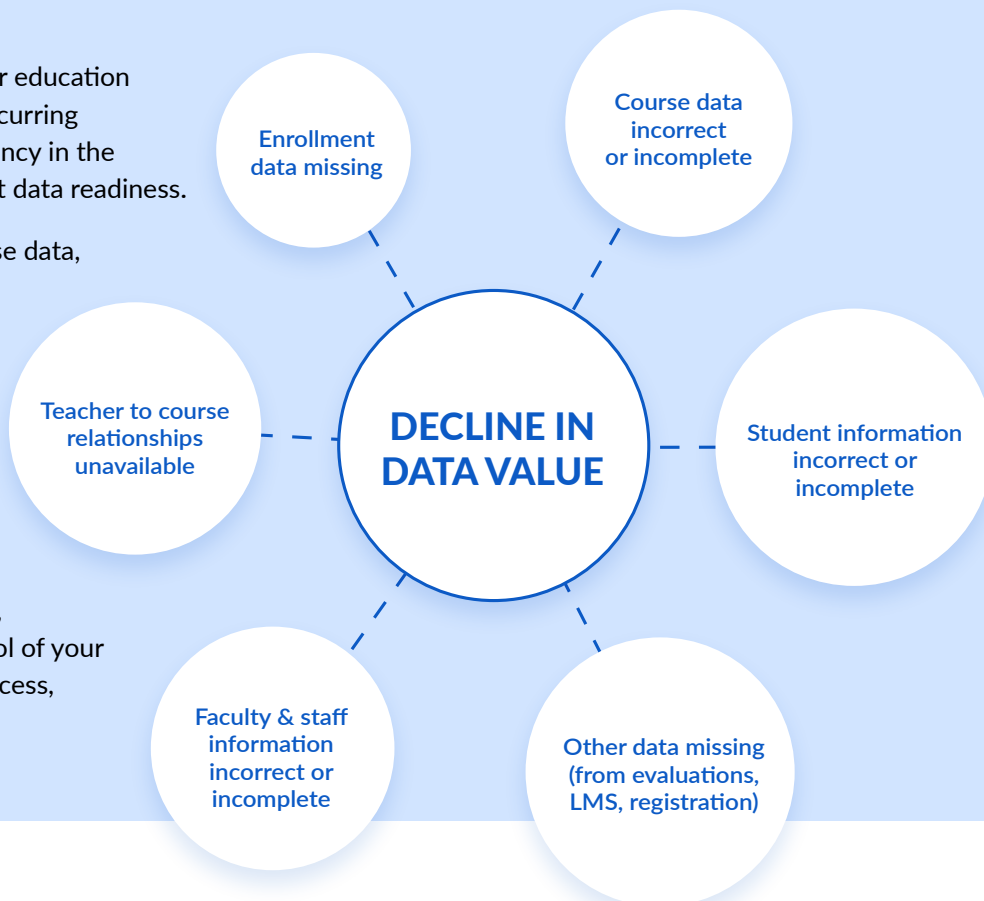 r education
curring
ncy in the
t data readiness.
se data,
ol of your
cess,
Enrollment
data missing
Course data
incorrect
or incomplete
Teacher to course
relationships
unavailable
DECLINE IN
DATA VALUE
Student information
incorrect or
incomplete
Faculty & staff
information
incorrect or
incomplete
Other data missing
(from evaluations,
LMS, registration)